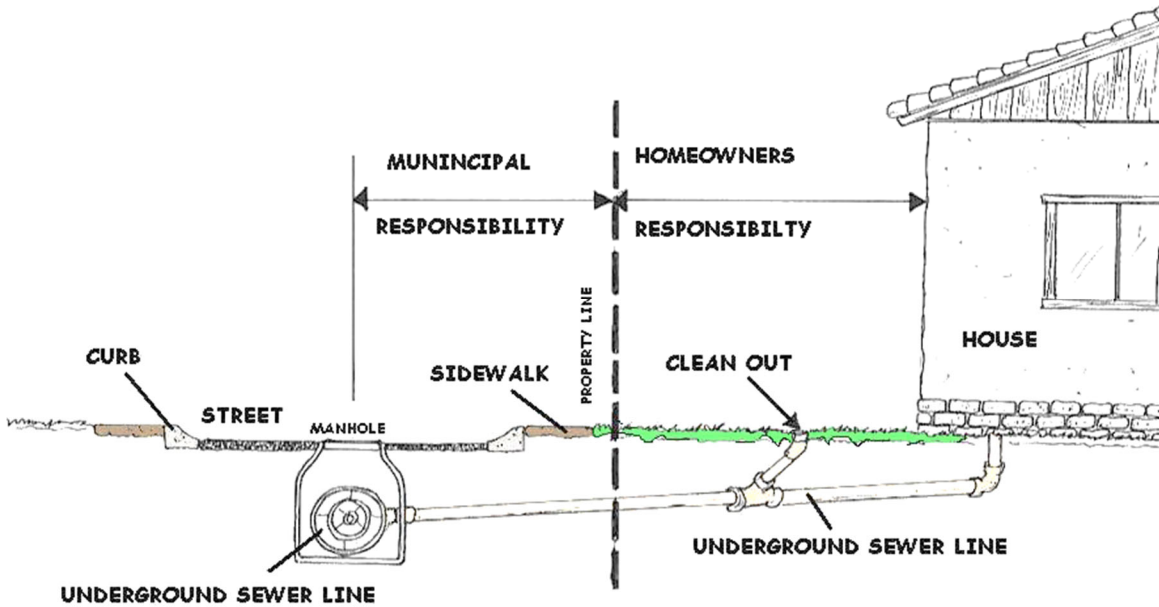 MUNINCIPAL
RESPONSIBILITY
HOMEOWNERS
RESPONSIBILTY
PROPERTY LINE
HOUSE
CURB
SIDEWALK
CLEAN OUT
STREET
MANHOLE
UNDERGROUND SEWER LINE
UNDERGROUND SEWER LINE